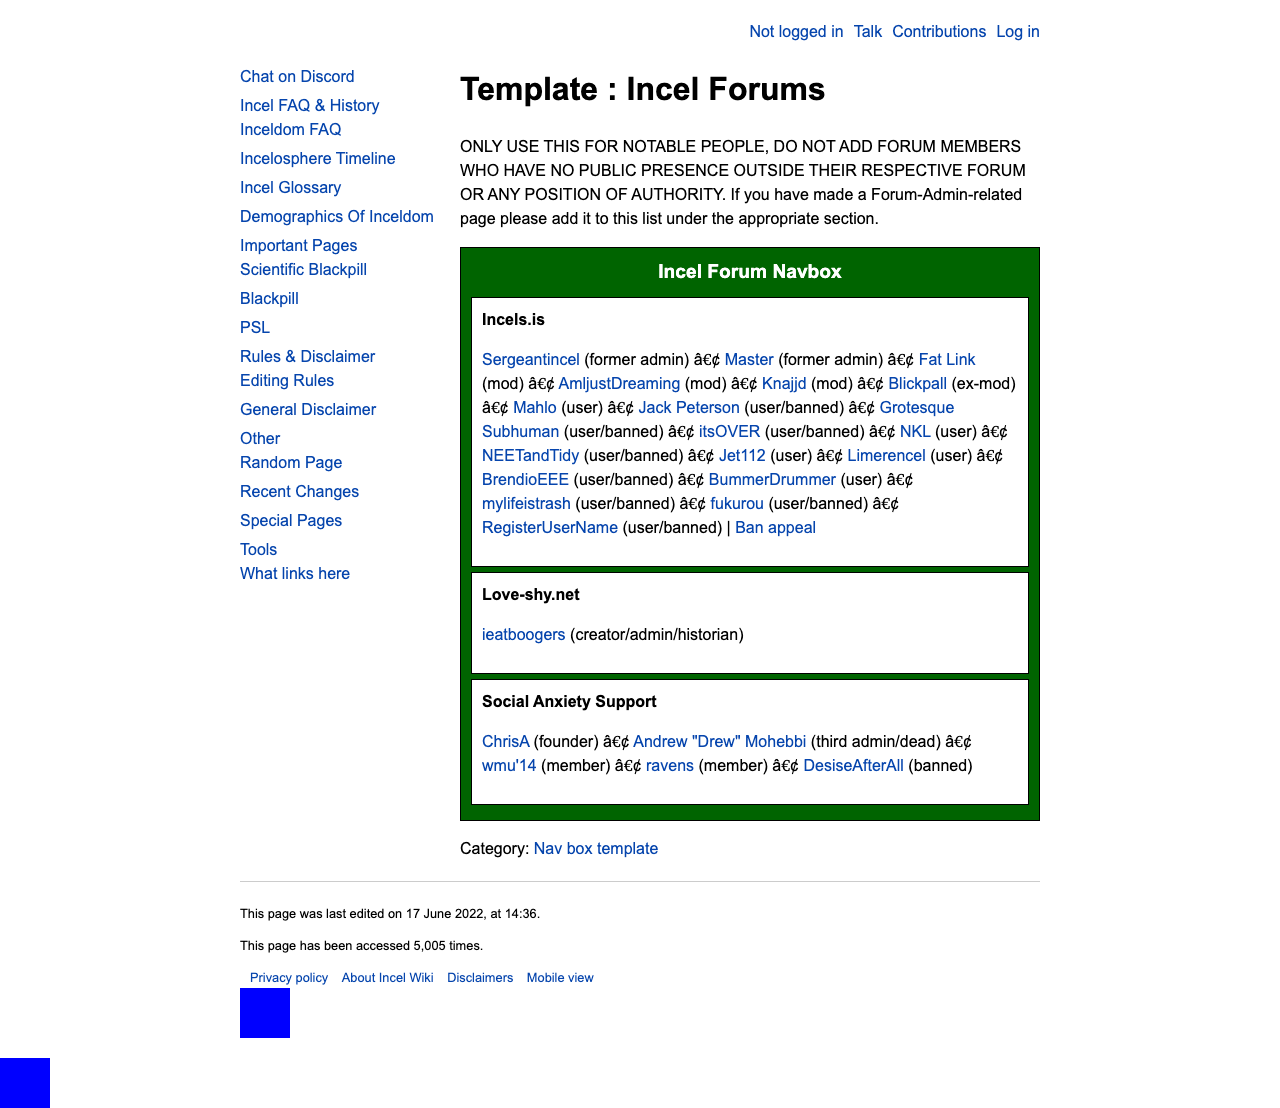 Not logged in Talk Contributions Log in
Chat on Discord
Incel FAQ & History
Inceldom FAQ
Incelosphere Timeline
Incel Glossary
Demographics Of Inceldom
Important Pages
Scientific Blackpill
Blackpill
PSL
Rules & Disclaimer
Editing Rules
General Disclaimer
Other
Random Page
Recent Changes
Special Pages
Tools
What links here
Template : Incel Forums
ONLY USE THIS FOR NOTABLE PEOPLE, DO NOT ADD FORUM MEMBERS
WHO HAVE NO PUBLIC PRESENCE OUTSIDE THEIR RESPECTIVE FORUM
OR ANY POSITION OF AUTHORITY. If you have made a Forum-Admin-related
page please add it to this list under the appropriate section.
Incel Forum Navbox
Incels.is
Sergeantincel (former admin) â€¢ Master (former admin) â€¢ Fat Link
(mod) â€¢ AmljustDreaming (mod) â€¢ Knajjd (mod) â€¢ Blickpall (ex-mod)
â€¢ Mahlo (user) â€¢ Jack Peterson (user/banned) â€¢ Grotesque
Subhuman (user/banned) â€¢ itsOVER (user/banned) â€¢ NKL (user) â€¢
NEETandTidy (user/banned) â€¢ Jet112 (user) â€¢ Limerencel (user) â€¢
BrendioEEE (user/banned) â€¢ BummerDrummer (user) â€¢
mylifeistrash (user/banned) â€¢ fukurou (user/banned) â€¢
RegisterUserName (user/banned) | Ban appeal
Love-shy.net
ieatboogers (creator/admin/historian)
Social Anxiety Support
ChrisA (founder) â€¢ Andrew "Drew" Mohebbi (third admin/dead) â€¢
wmu'14 (member) â€¢ ravens (member) â€¢ DesiseAfterAll (banned)
Category: Nav box template
This page was last edited on 17 June 2022, at 14:36.
This page has been accessed 5,005 times.
Privacy policy About Incel Wiki Disclaimers Mobile view